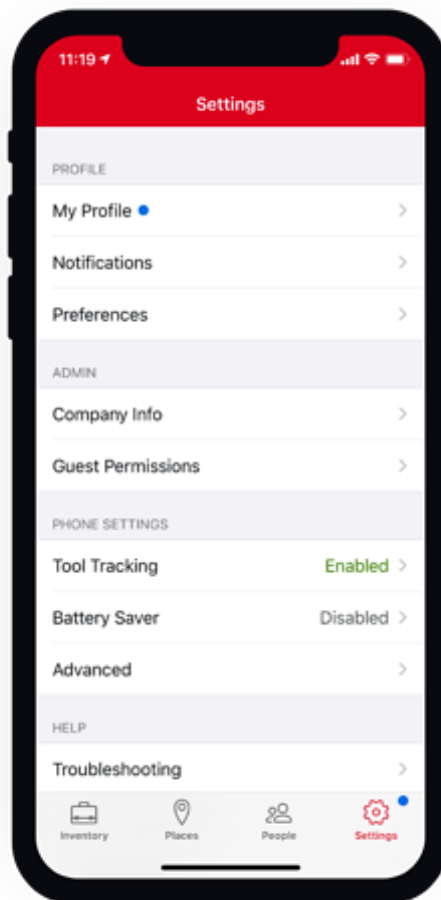 11:19
Settings
PROFILE
My Profile
Notifications
Preferences
ADMIN
Company Info
Guest Permissions
PHONE SETTINGS
Tool Tracking Enabled
Battery Saver Disabled
Advanced
HELP
Troubleshooting
Inventory Places People Settings